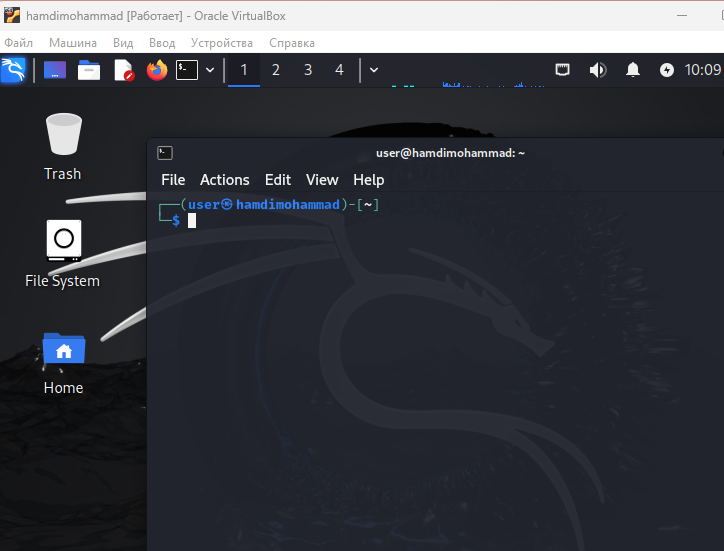 hamdimohammad [Работает] - Oracle VirtualBox
Файл Машина Вид Ввод Устройства Справка
1 2 3 4 10:09
Trash
user@hamdimohammad: ~
File Actions Edit View Help
┌──(user㉿hamdimohammad)-[~]
└─$
File System
Home